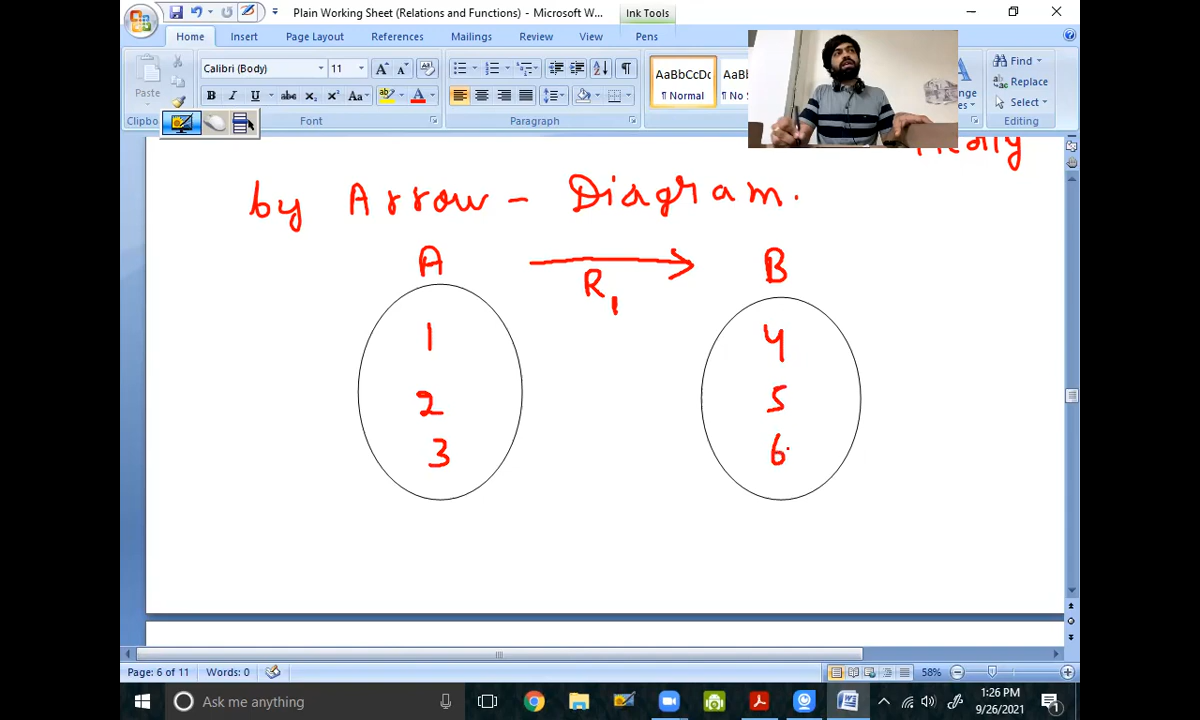 Plain Working Sheet (Relations and Functions) - Microsoft W...
Ink Tools
Home Insert Page Layout References Mailings Review View Pens
Paste
Calibri (Body) 11
AaBbCcDc
¶ Normal
Find
Replace
Select
Clipbo Font Paragraph Editing
by Arrow - Diagram.
A R1 B
1 4
2 5
3 6
Page: 6 of 11 Words: 0 58%
Ask me anything
1:26 PM
9/26/2021